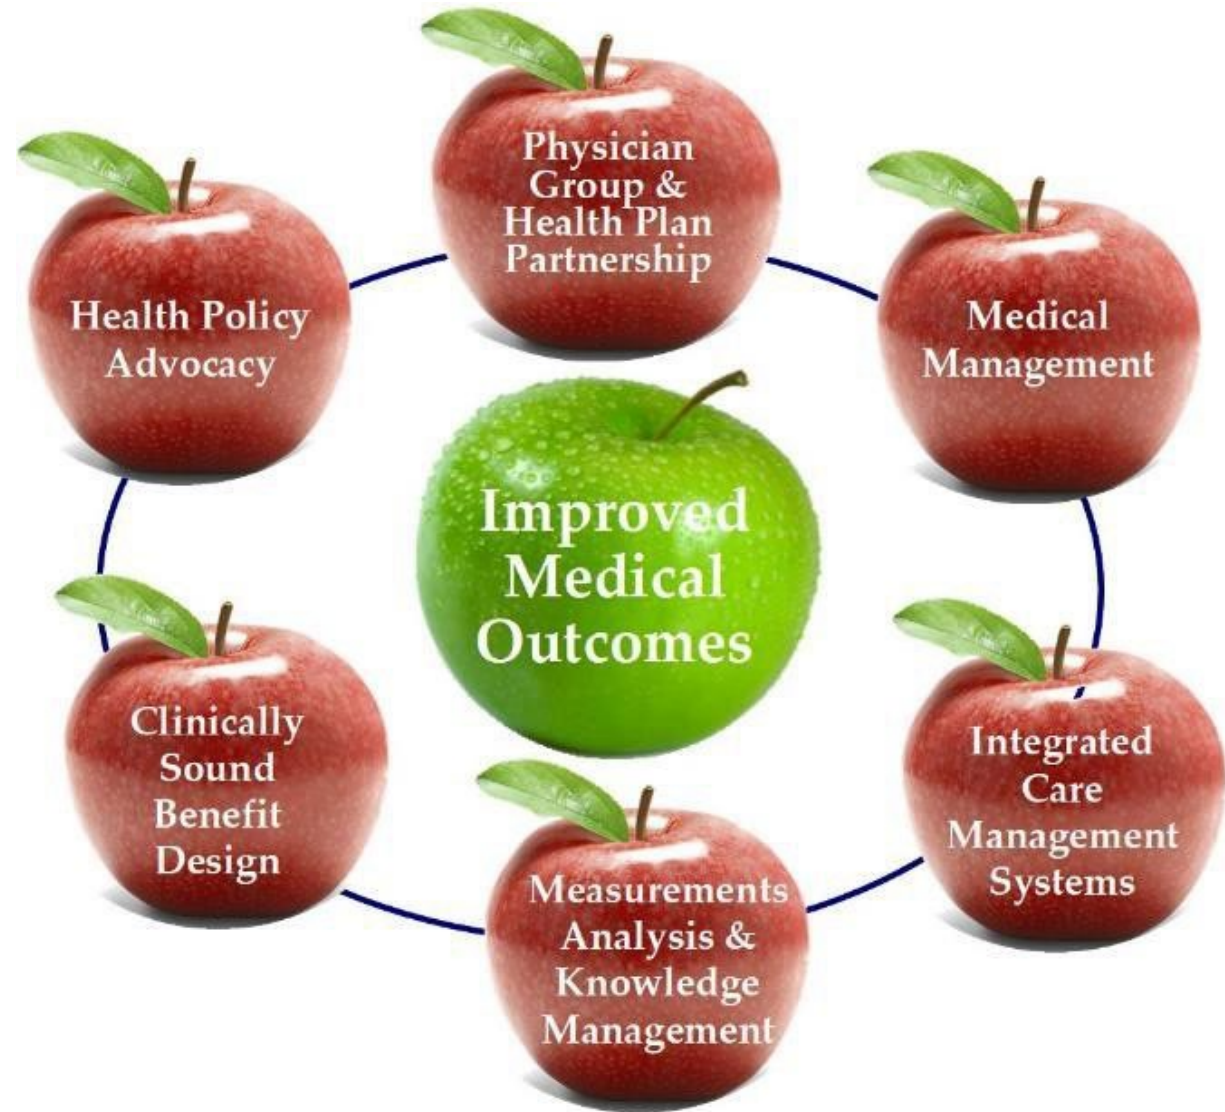 Physician
Group &
Health Plan
Partnership
Medical
Management
Integrated
Care
Management
Systems
Measurements
Analysis &
Knowledge
Management
Clinically
Sound
Benefit
Design
Health Policy
Advocacy
Improved
Medical
Outcomes